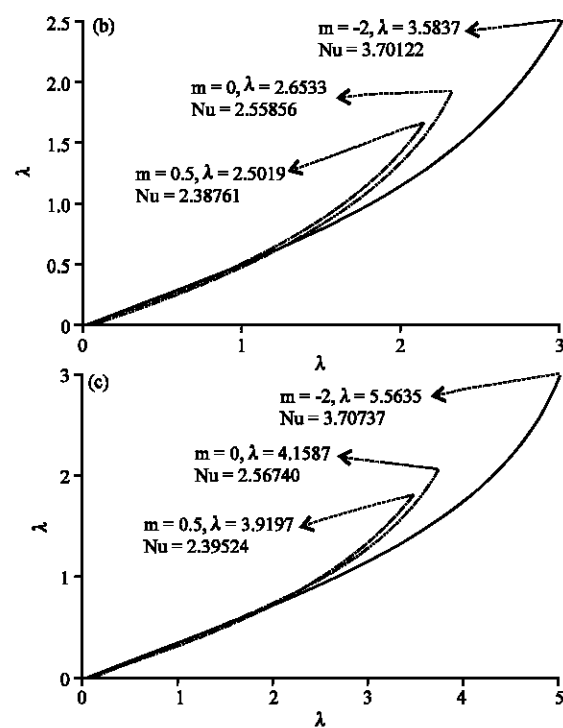 (b)
2.5
2.0
1.5
1.0
0.5
0
λ
m = -2, λ = 3.5837
Nu = 3.70122
m = 0, λ = 2.6533
Nu = 2.55856
m = 0.5, λ = 2.5019
Nu = 2.38761
0 1 2 3
λ
(c)
3
2
1
0
λ
m = -2, λ = 5.5635
Nu = 3.70737
m = 0, λ = 4.1587
Nu = 2.56740
m = 0.5, λ = 3.9197
Nu = 2.39524
0 1 2 3 4 5
λ